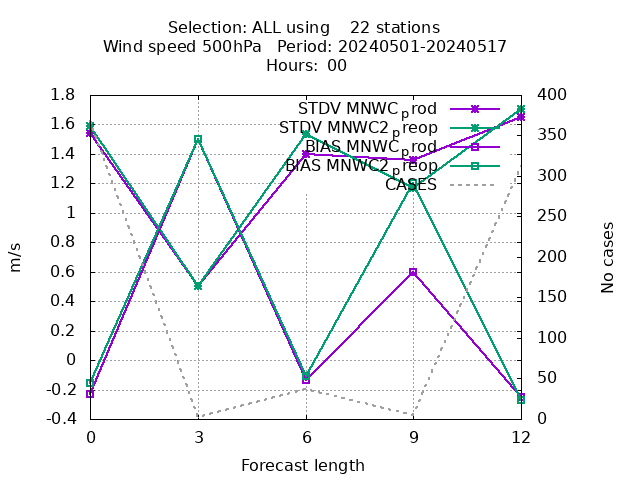 Selection: ALL using 22 stations
Wind speed 500hPa Period: 20240501-20240517
Hours: 00
1.8
1.6
1.4
1.2
1
0.8
0.6
0.4
0.2
0
-0.2
-0.4
400
350
300
250
200
150
100
50
0
STDV MNWC_prod
STDV MNWC2_preop
BIAS MNWC_prod
BIAS MNWC2_preop
CASES
m/s
No cases
0 3 6 9 12
Forecast length